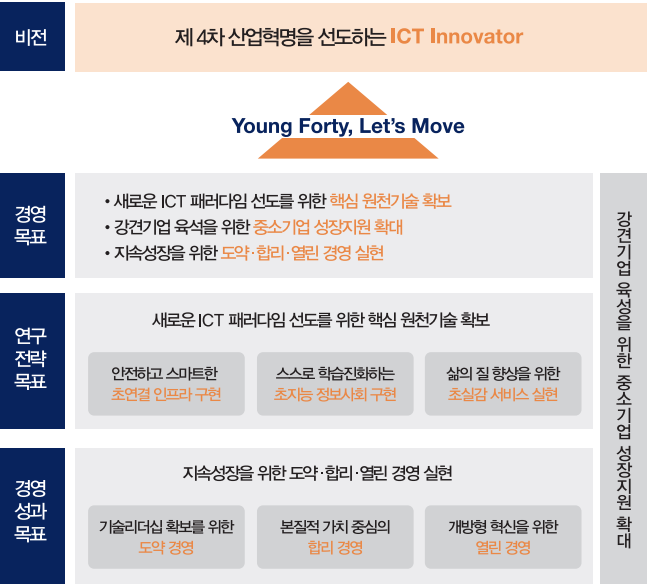 비전
제 4차 산업혁명을 선도하는 ICT Innovator
Young Forty, Let's Move
경영
목표
• 새로운 ICT 패러다임 선도를 위한 핵심 원천기술 확보
• 강견기업 육석을 위한 중소기업 성장지원 확대
• 지속성장을 위한 도약·합리·열린 경영 실현
연구
전략
목표
새로운 ICT 패러다임 선도를 위한 핵심 원천기술 확보
안전하고 스마트한
초연결 인프라 구현
스스로 학습진화하는
초지능 정보사회 구현
삶의 질 향상을 위한
초실감 서비스 실현
경영
성과
목표
지속성장을 위한 도약·합리·열린 경영 실현
기술리더십 확보를 위한
도약 경영
본질적 가치 중심의
합리 경영
개방형 혁신을 위한
열린 경영
강견기업 육성을 위한 중소기업 성장지원 확대